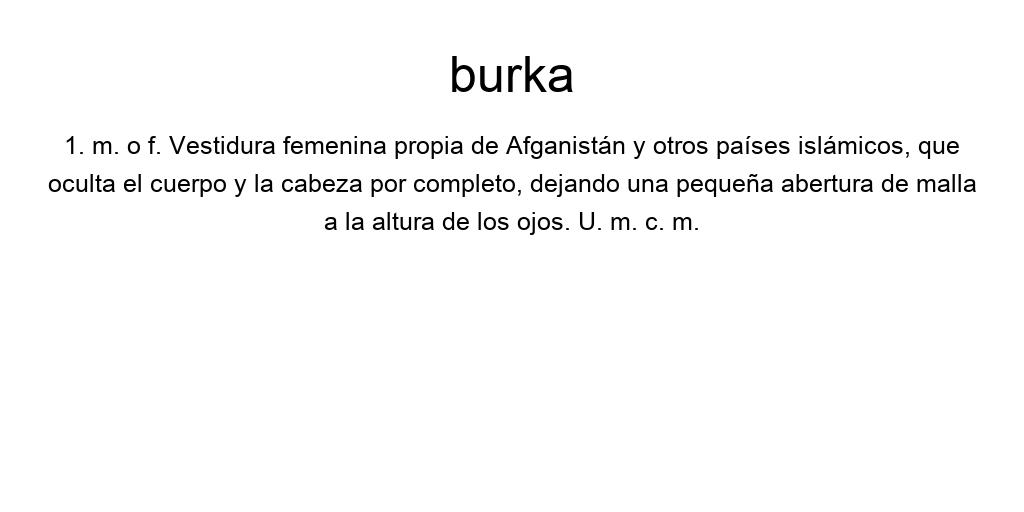 burka
1. m. o f. Vestidura femenina propia de Afganistán y otros países islámicos, que
oculta el cuerpo y la cabeza por completo, dejando una pequeña abertura de malla
a la altura de los ojos. U. m. c. m.